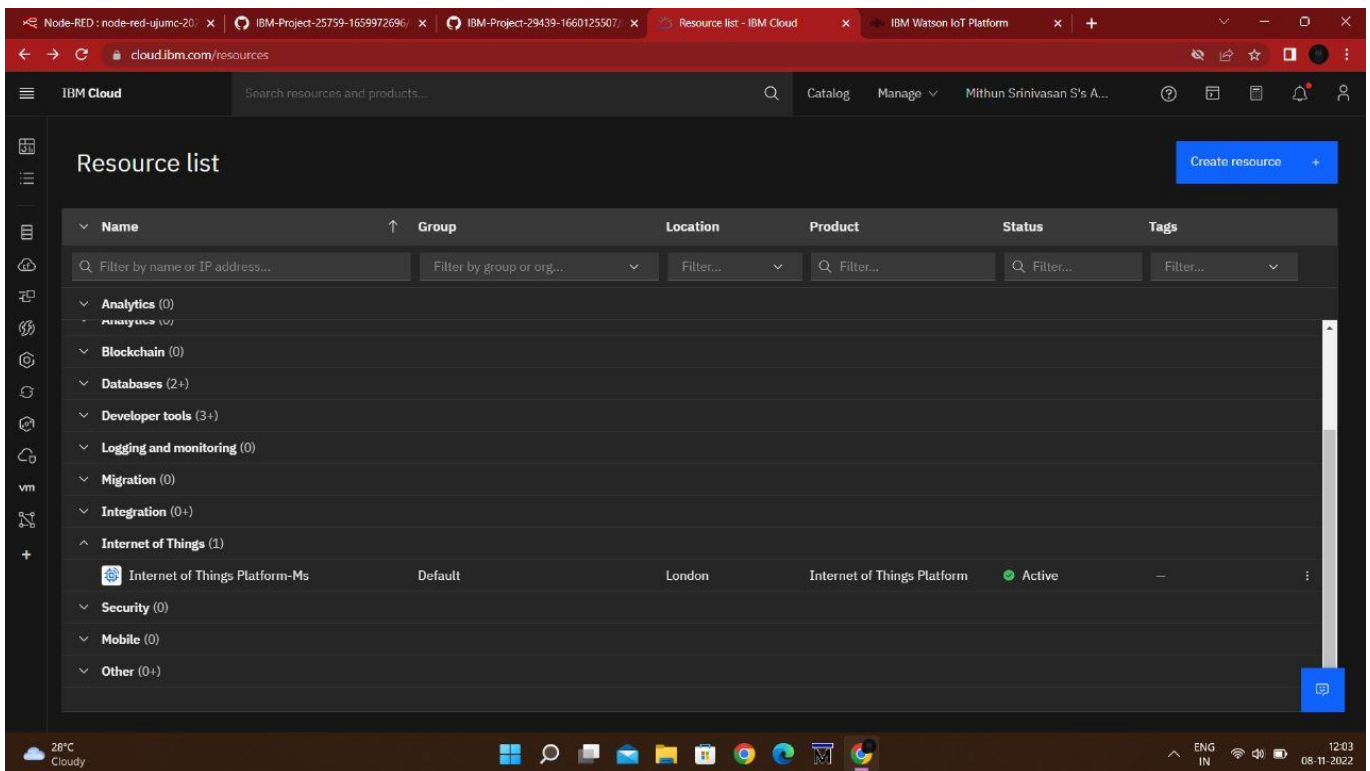 Node-RED : node-red-ujumc-202
IBM-Project-25759-1659972696/
IBM-Project-29439-1660125507/
Resource list - IBM Cloud
IBM Watson IoT Platform
cloud.ibm.com/resources
IBM Cloud
Search resources and products...
Catalog
Manage
Mithun Srinivasan S's A...
Resource list
Create resource +
Name Group Location Product Status Tags
Filter by name or IP address... Filter by group or org... Filter... Filter... Filter... Filter...
Analytics (0)
Analytics (0)
Blockchain (0)
Databases (2+)
Developer tools (3+)
Logging and monitoring (0)
Migration (0)
vm
Integration (0+)
Internet of Things (1)
Internet of Things Platform-Ms Default London Internet of Things Platform Active –
Security (0)
Mobile (0)
Other (0+)
28°C
Cloudy
ENG
IN
12:03
08-11-2022